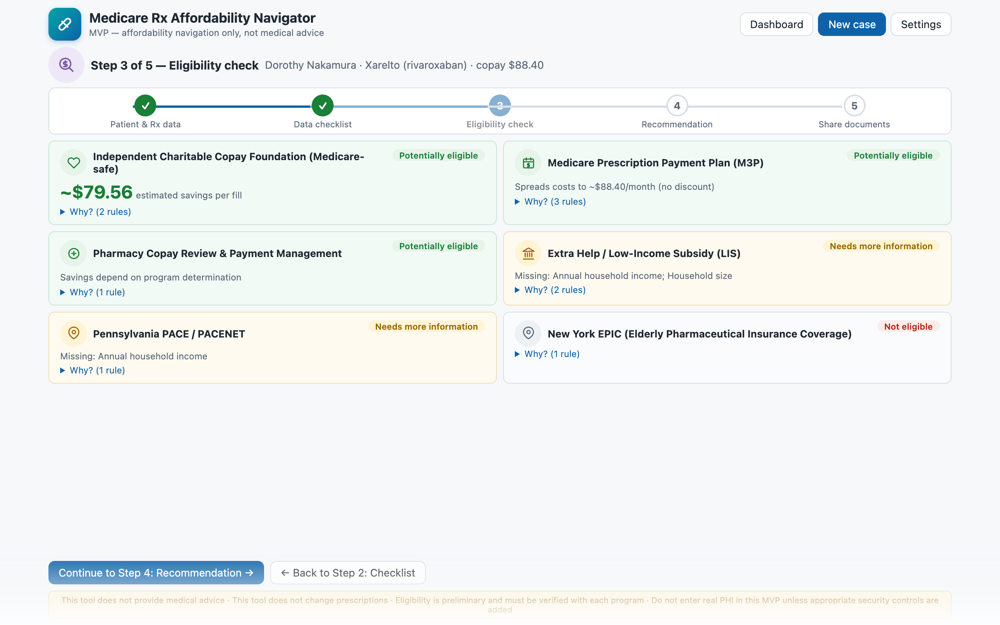 Medicare Rx Affordability Navigator
MVP — affordability navigation only, not medical advice
Dashboard
New case
Settings
Step 3 of 5 — Eligibility check
Dorothy Nakamura · Xarelto (rivaroxaban) · copay $88.40
3
4
5
Patient & Rx data
Data checklist
Eligibility check
Recommendation
Share documents
Independent Charitable Copay Foundation (Medicare-
safe)
Potentially eligible
~$79.56 estimated savings per fill
▶ Why? (2 rules)
Medicare Prescription Payment Plan (M3P)
Potentially eligible
Spreads costs to ~$88.40/month (no discount)
▶ Why? (3 rules)
Pharmacy Copay Review & Payment Management
Potentially eligible
Savings depend on program determination
▶ Why? (1 rule)
Extra Help / Low-Income Subsidy (LIS)
Needs more information
Missing: Annual household income; Household size
▶ Why? (2 rules)
Pennsylvania PACE / PACENET
Needs more information
Missing: Annual household income
▶ Why? (1 rule)
New York EPIC (Elderly Pharmaceutical Insurance Coverage)
Not eligible
▶ Why? (1 rule)
Continue to Step 4: Recommendation →
← Back to Step 2: Checklist
This tool does not provide medical advice · This tool does not change prescriptions · Eligibility is preliminary and must be verified with each program · Do not enter real PHI in this MVP unless appropriate security controls are
added